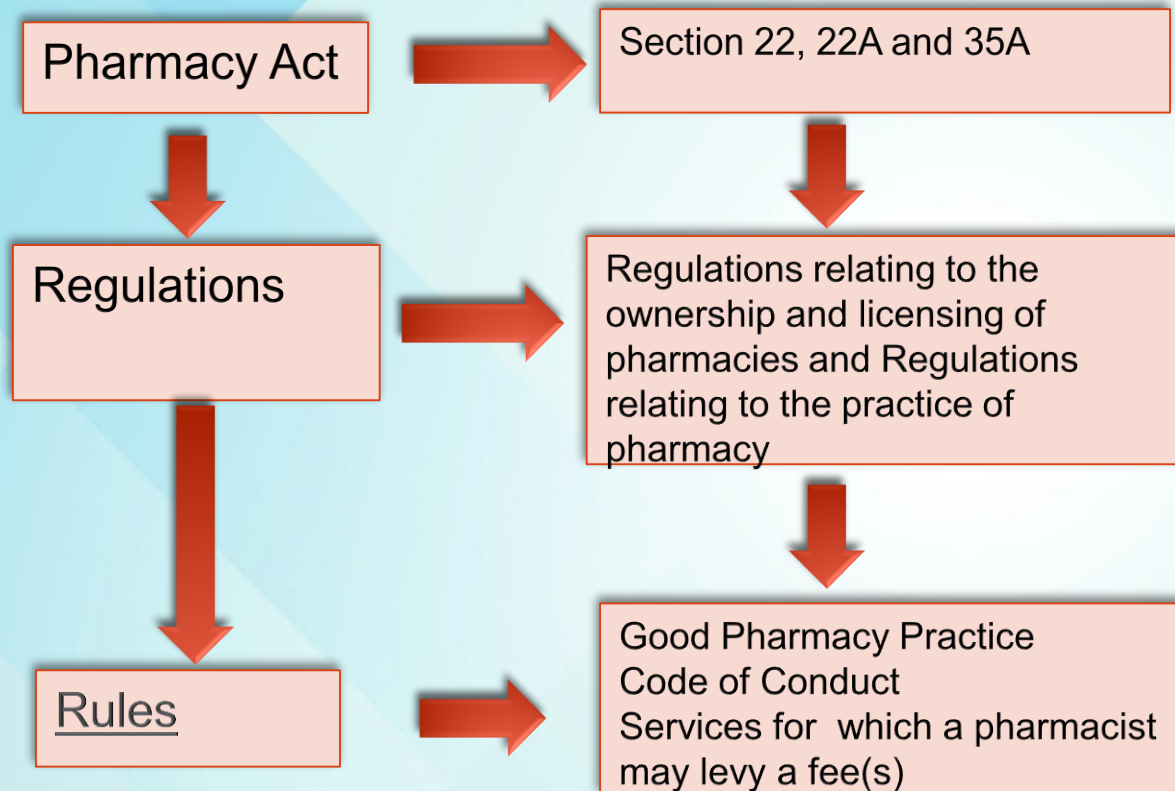 Pharmacy Act
Section 22, 22A and 35A
Regulations
Regulations relating to the
ownership and licensing of
pharmacies and Regulations
relating to the practice of
pharmacy
Rules
Good Pharmacy Practice
Code of Conduct
Services for which a pharmacist
may levy a fee(s)